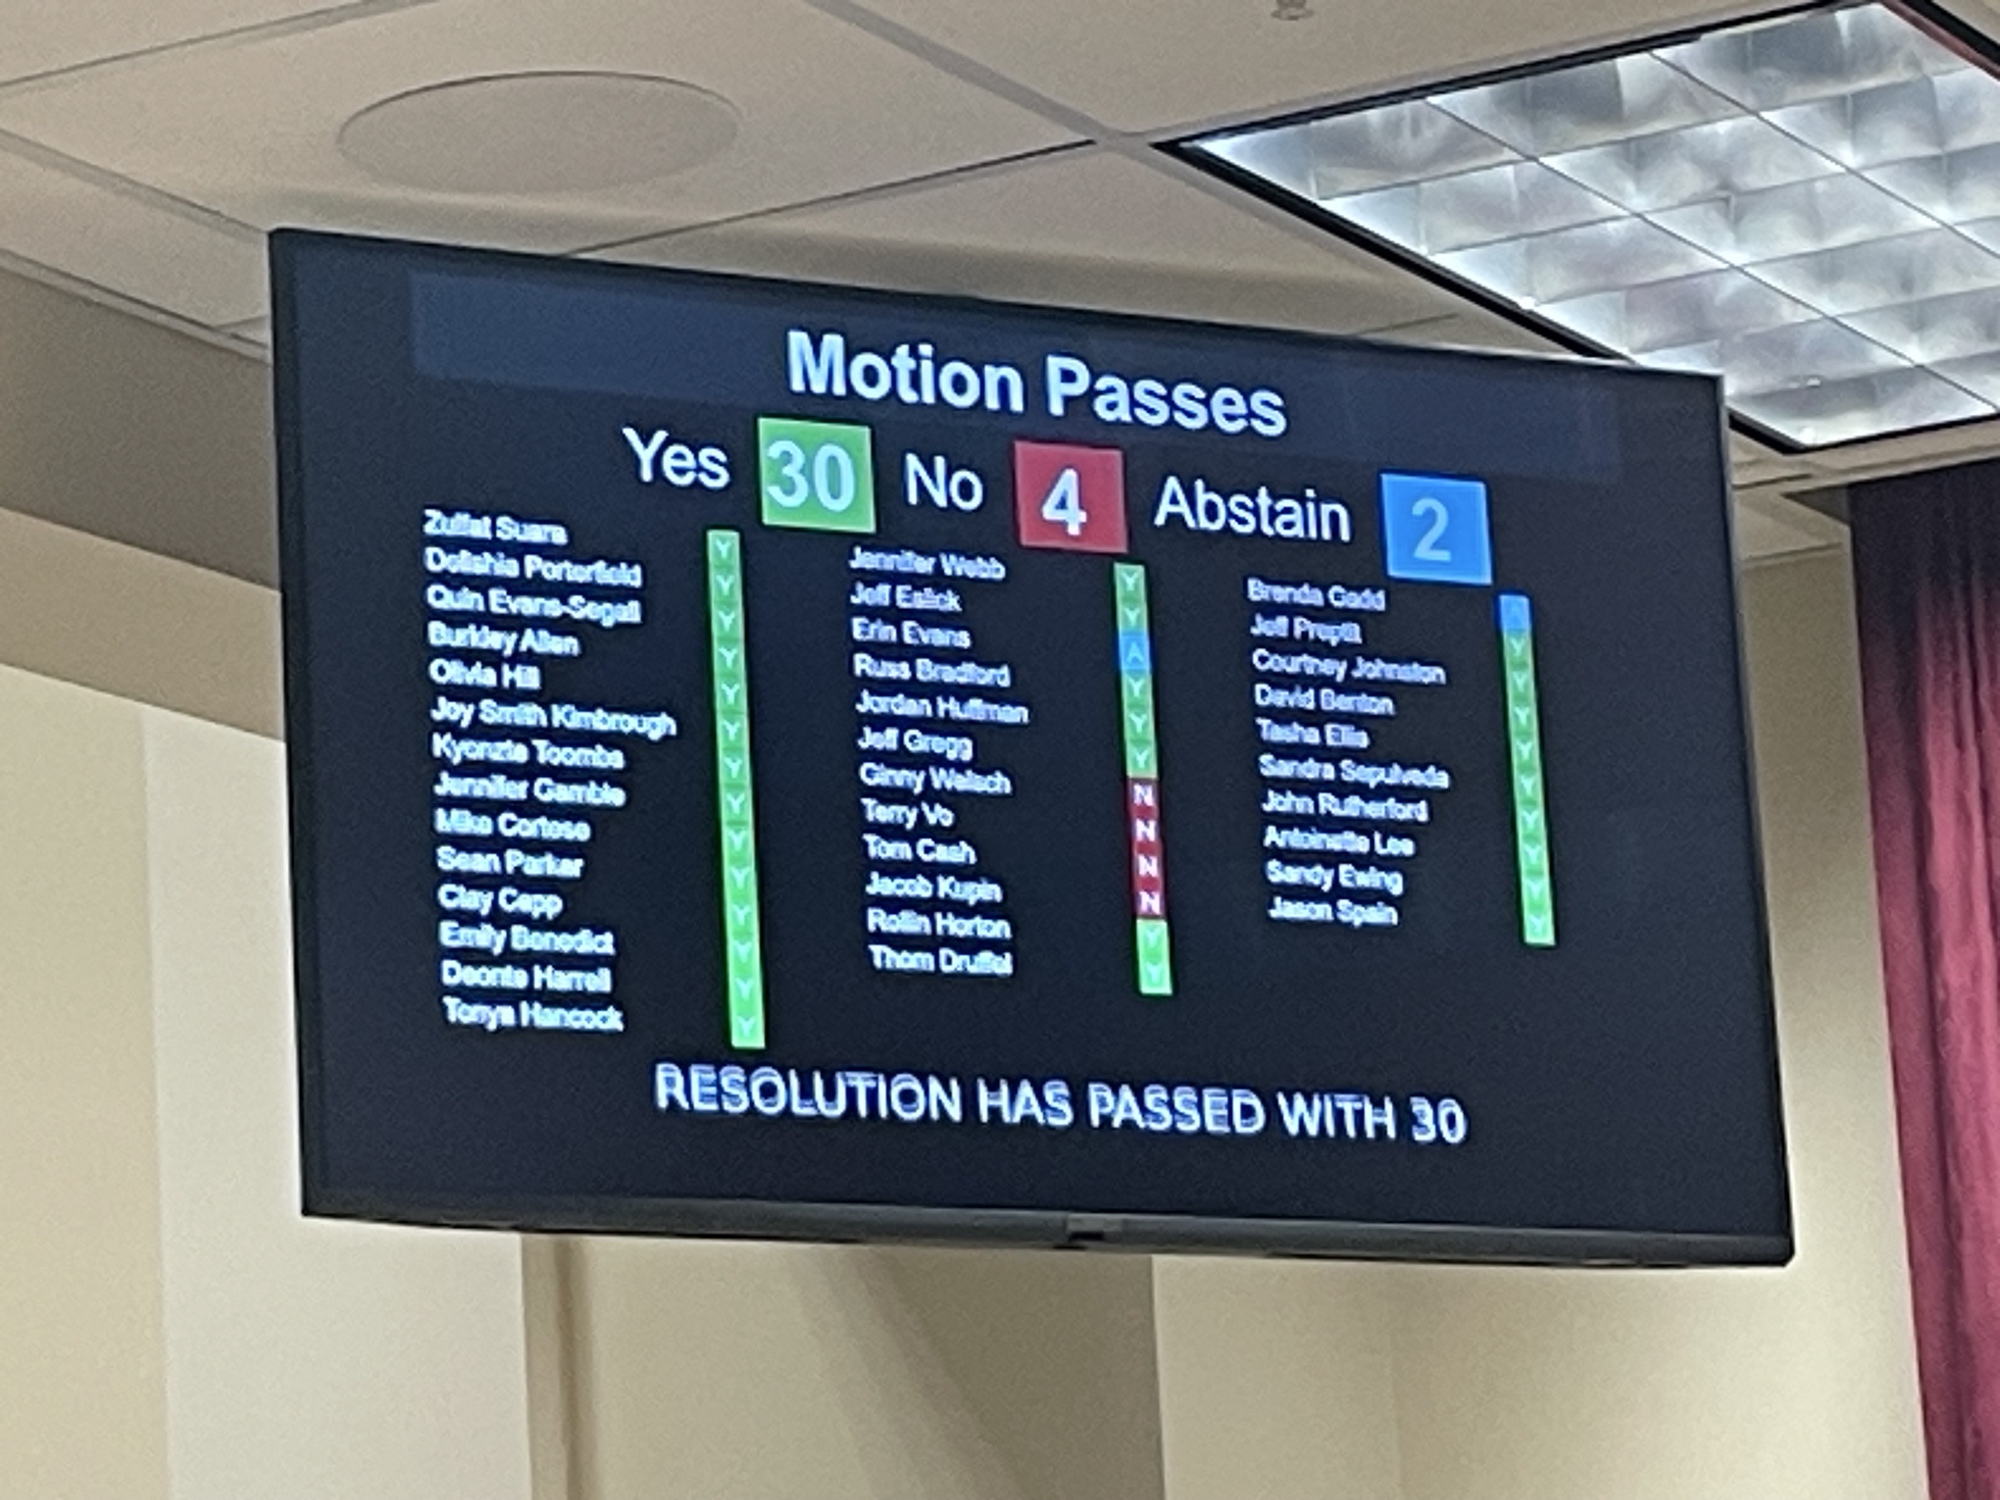 Motion Passes
Yes 30 No 4 Abstain 2
Zulfat Suara Y
Delishia Porterfield Y
Quin Evans-Segall Y
Burkley Allen Y
Olivia Hill Y
Joy Smith Kimbrough Y
Kyonzte Toombs Y
Jennifer Gamble Y
Mike Cortese Y
Sean Parker Y
Clay Capp Y
Emily Benedict Y
Deonte Harrell Y
Tonya Hancock Y
Jennifer Webb Y
Jeff Eslick Y
Erin Evans A
Russ Bradford Y
Jordan Huffman Y
Jeff Gregg Y
Ginny Welsch N
Terry Vo N
Tom Cash N
Jacob Kupin N
Rollin Horton Y
Thom Druffel Y
Brenda Gadd A
Jeff Preptit Y
Courtney Johnston Y
David Benton Y
Tasha Ellis Y
Sandra Sepulveda Y
John Rutherford Y
Antoinette Lee Y
Sandy Ewing Y
Jason Spain Y
RESOLUTION HAS PASSED WITH 30